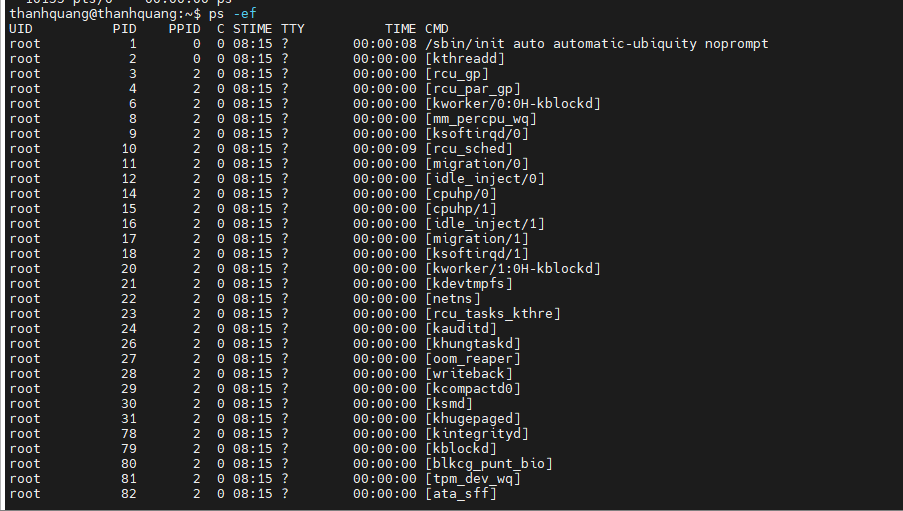 thanhquang@thanhquang:~$ ps -ef
UID          PID    PPID  C STIME TTY          TIME CMD
root           1       0  0 08:15 ?        00:00:08 /sbin/init auto automatic-ubiquity noprompt
root           2       0  0 08:15 ?        00:00:00 [kthreadd]
root           3       2  0 08:15 ?        00:00:00 [rcu_gp]
root           4       2  0 08:15 ?        00:00:00 [rcu_par_gp]
root           6       2  0 08:15 ?        00:00:00 [kworker/0:0H-kblockd]
root           8       2  0 08:15 ?        00:00:00 [mm_percpu_wq]
root           9       2  0 08:15 ?        00:00:00 [ksoftirqd/0]
root          10       2  0 08:15 ?        00:00:09 [rcu_sched]
root          11       2  0 08:15 ?        00:00:00 [migration/0]
root          12       2  0 08:15 ?        00:00:00 [idle_inject/0]
root          14       2  0 08:15 ?        00:00:00 [cpuhp/0]
root          15       2  0 08:15 ?        00:00:00 [cpuhp/1]
root          16       2  0 08:15 ?        00:00:00 [idle_inject/1]
root          17       2  0 08:15 ?        00:00:00 [migration/1]
root          18       2  0 08:15 ?        00:00:00 [ksoftirqd/1]
root          20       2  0 08:15 ?        00:00:00 [kworker/1:0H-kblockd]
root          21       2  0 08:15 ?        00:00:00 [kdevtmpfs]
root          22       2  0 08:15 ?        00:00:00 [netns]
root          23       2  0 08:15 ?        00:00:00 [rcu_tasks_kthre]
root          24       2  0 08:15 ?        00:00:00 [kauditd]
root          26       2  0 08:15 ?        00:00:00 [khungtaskd]
root          27       2  0 08:15 ?        00:00:00 [oom_reaper]
root          28       2  0 08:15 ?        00:00:00 [writeback]
root          29       2  0 08:15 ?        00:00:00 [kcompactd0]
root          30       2  0 08:15 ?        00:00:00 [ksmd]
root          31       2  0 08:15 ?        00:00:00 [khugepaged]
root          78       2  0 08:15 ?        00:00:00 [kintegrityd]
root          79       2  0 08:15 ?        00:00:00 [kblockd]
root          80       2  0 08:15 ?        00:00:00 [blkcg_punt_bio]
root          81       2  0 08:15 ?        00:00:00 [tpm_dev_wq]
root          82       2  0 08:15 ?        00:00:00 [ata_sff]